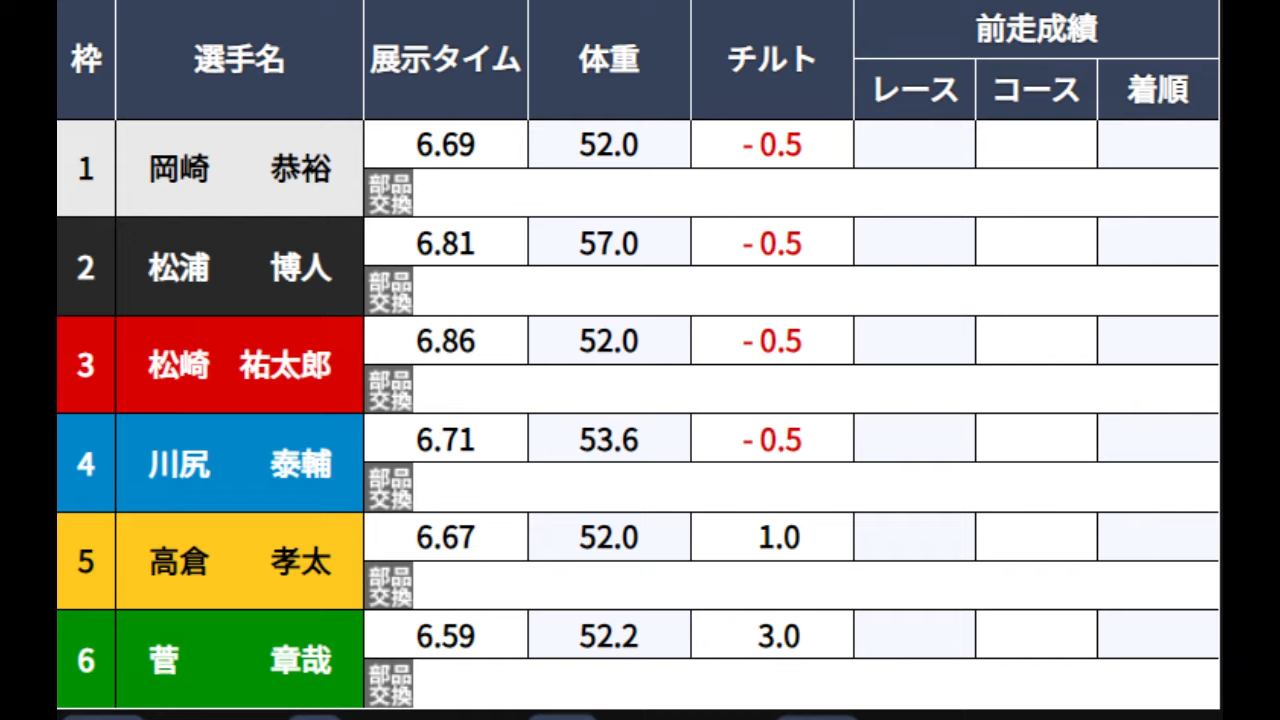 枠 選手名 展示タイム 体重 チルト 前走成績
レース コース 着順
1 岡崎 恭裕 6.69 52.0 -0.5
部品交換
2 松浦 博人 6.81 57.0 -0.5
部品交換
3 松崎 祐太郎 6.86 52.0 -0.5
部品交換
4 川尻 泰輔 6.71 53.6 -0.5
部品交換
5 高倉 孝太 6.67 52.0 1.0
部品交換
6 菅 章哉 6.59 52.2 3.0
部品交換